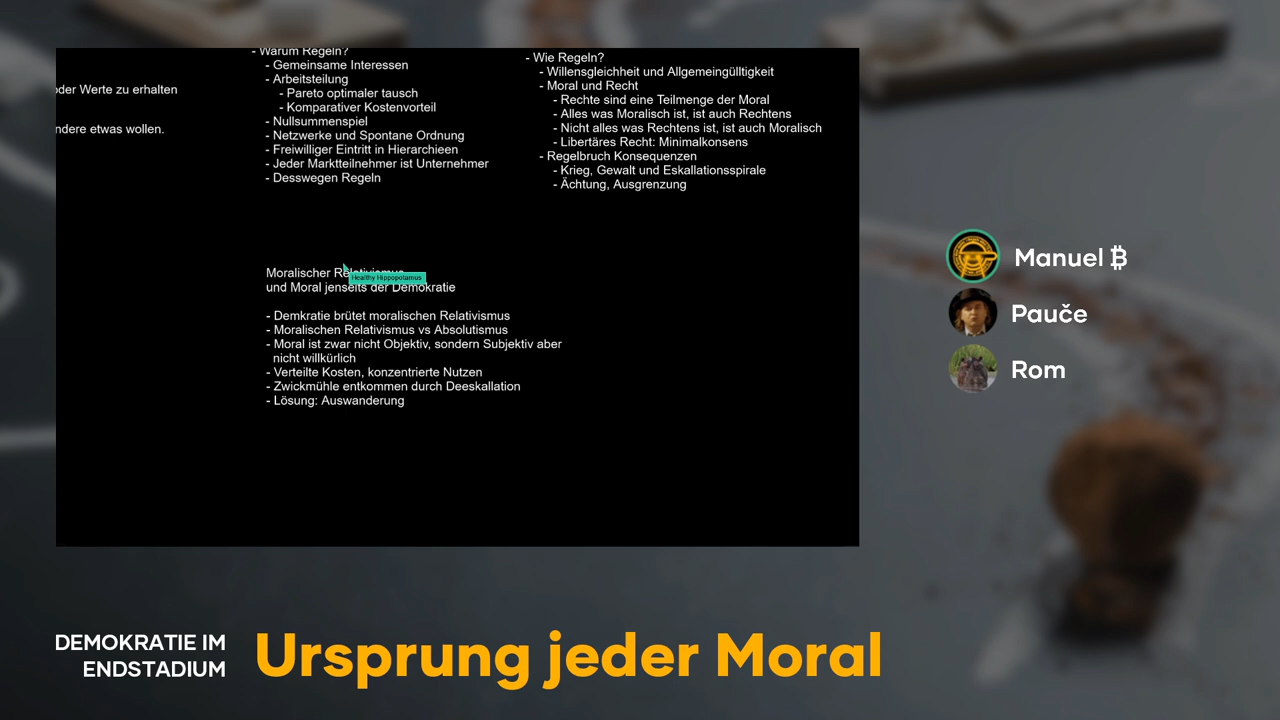 oder Werte zu erhalten
ndere etwas wollen.
- Warum Regeln?
- Gemeinsame Interessen
- Arbeitsteilung
- Pareto optimaler tausch
- Komparativer Kostenvorteil
- Nullsummenspiel
- Netzwerke und Spontane Ordnung
- Freiwilliger Eintritt in Hierarchieen
- Jeder Marktteilnehmer ist Unternehmer
- Desswegen Regeln
- Wie Regeln?
- Willensgleichheit und Allgemeingülltigkeit
- Moral und Recht
- Rechte sind eine Teilmenge der Moral
- Alles was Moralisch ist, ist auch Rechtens
- Nicht alles was Rechtens ist, ist auch Moralisch
- Libertäres Recht: Minimalkonsens
- Regelbruch Konsequenzen
- Krieg, Gewalt und Eskallationsspirale
- Ächtung, Ausgrenzung
Moralischer Relativismus
Healthy Hippopotamus
und Moral jenseits der Demokratie
- Demkratie brütet moralischen Relativismus
- Moralischen Relativismus vs Absolutismus
- Moral ist zwar nicht Objektiv, sondern Subjektiv aber
nicht willkürlich
- Verteilte Kosten, konzentrierte Nutzen
- Zwickmühle entkommen durch Deeskallation
- Lösung: Auswanderung
Manuel ₿
Pauče
Rom
DEMOKRATIE IM
ENDSTADIUM
Ursprung jeder Moral